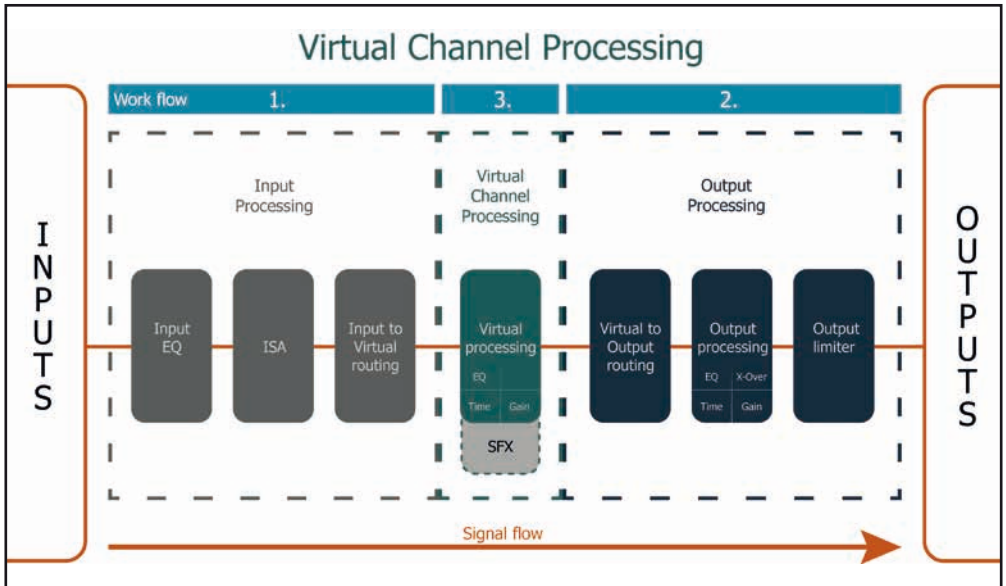 Virtual Channel Processing
Work flow 1. 3. 2.
INPUTS
Input
Processing
Virtual
Channel
Processing
Output
Processing
Input
EQ
ISA
Input to
Virtual
routing
Virtual
processing
EQ
Time Gain
SFX
Virtual to
Output
routing
Output
processing
EQ X-Over
Time Gain
Output
limiter
OUTPUTS
Signal flow